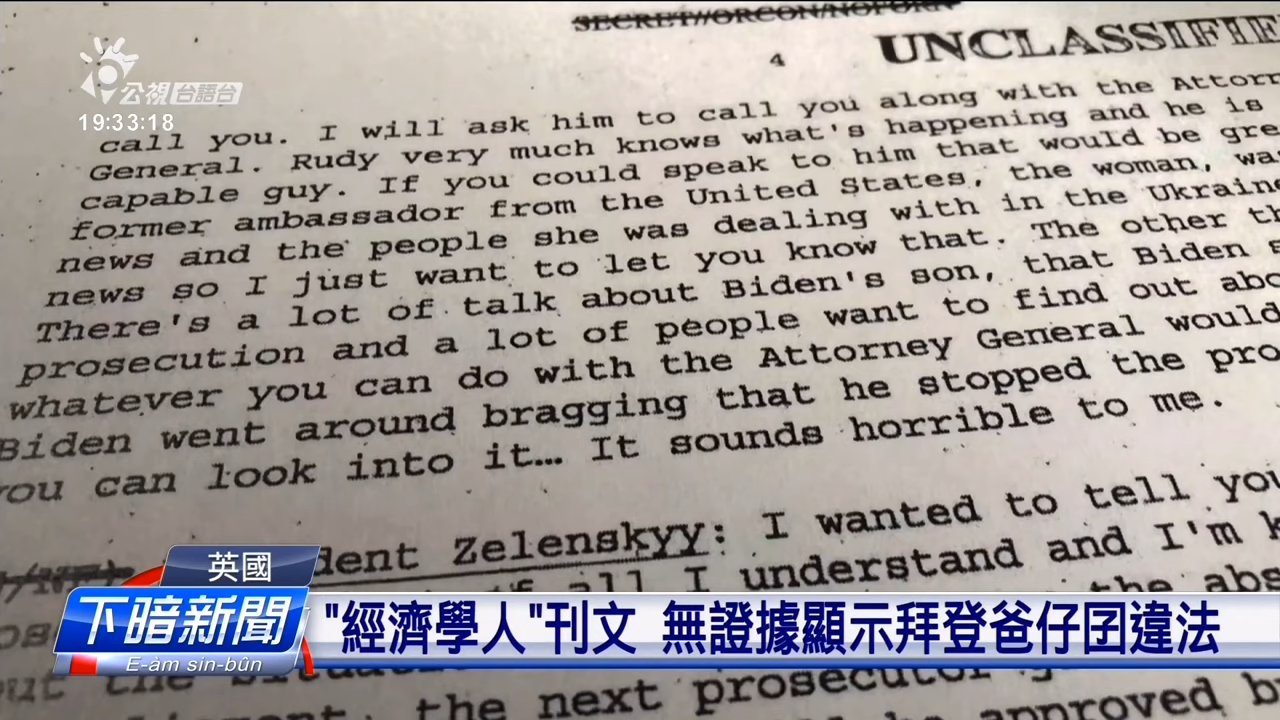 SECRET//ORCON/NOFORN
UNCLASSIFIE
4
公視台語台
19:33:18
call you. I will ask him to call you along with the Attorn
General. Rudy very much knows what's happening and he is
capable guy. If you could speak to him that would be gre
former ambassador from the United States, the woman, was
news and the people she was dealing with in the Ukraine
news so I just want to let you know that. The other th
There's a lot of talk about Biden's son, that Biden s
prosecution and a lot of people want to find out abo
whatever you can do with the Attorney General would
Biden went around bragging that he stopped the pro
you can look into it… It sounds horrible to me.
dent Zelenskyy: I wanted to tell you
all I understand and I'm k
the abs
the next prosecutor
approved b
英國
下暗新聞
E-àm sin-bûn
"經濟學人"刊文 無證據顯示拜登爸仔囝違法